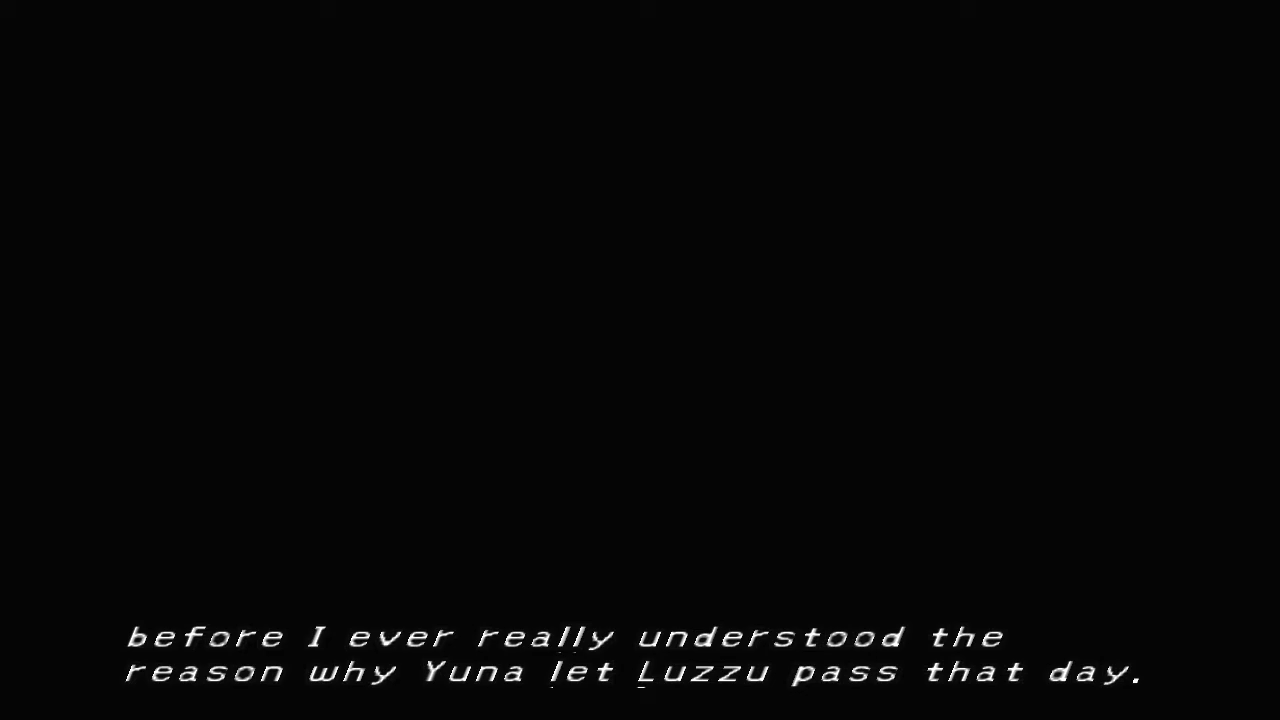 before I ever really understood the
reason why Yuna let Luzzu pass that day.